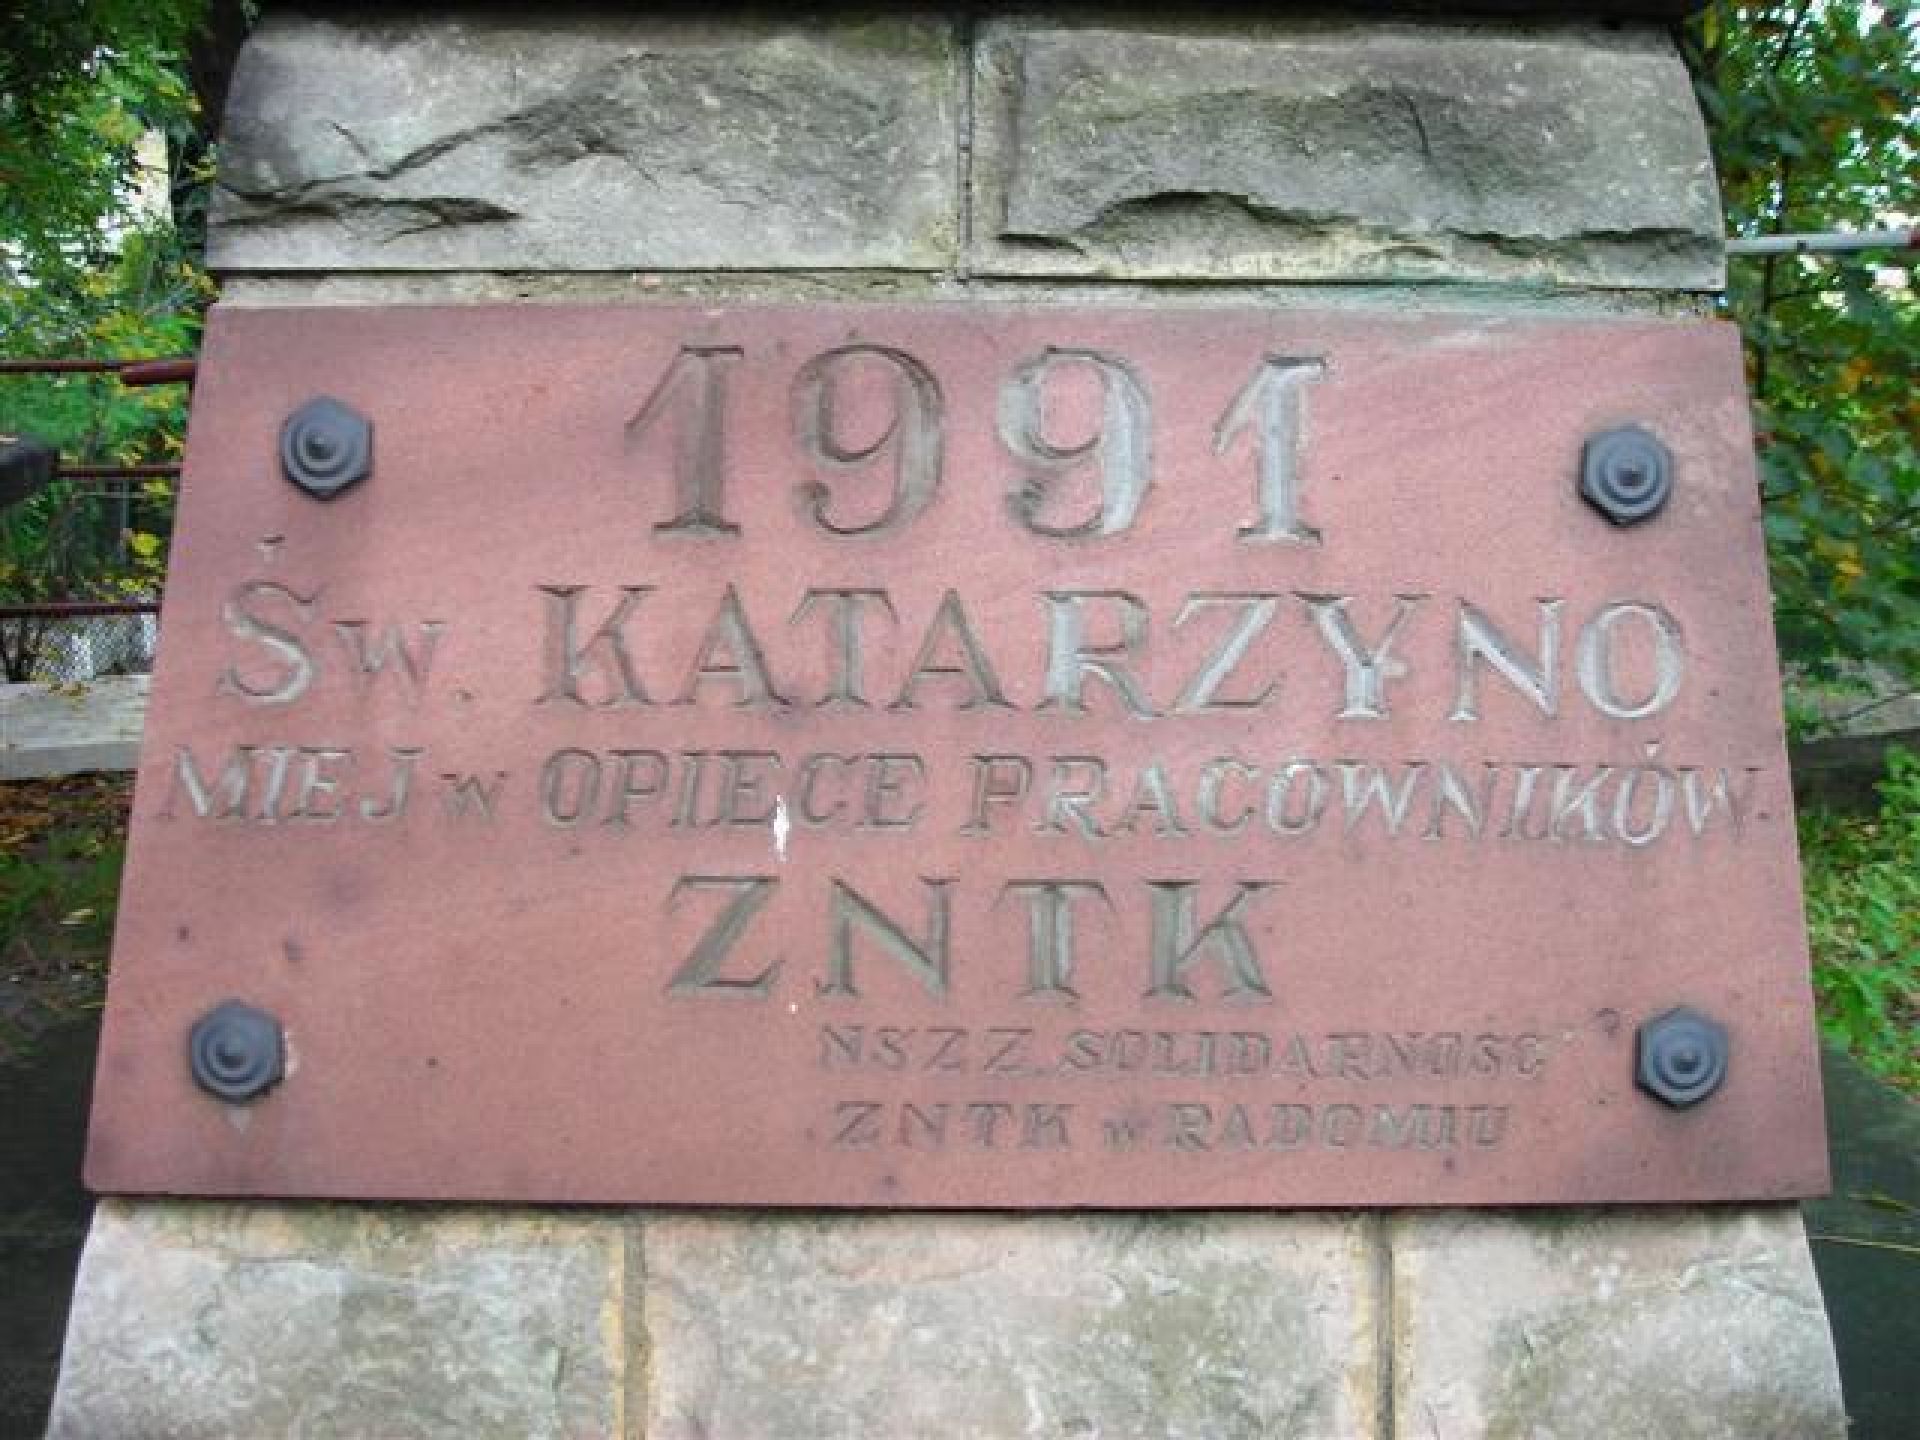 1991
Św. KATARZYNO
MIEJ w OPIECE PRACOWNIKÓW
ZNTK
NSZZ SOLIDARNOŚĆ
ZNTK w RADOMIU